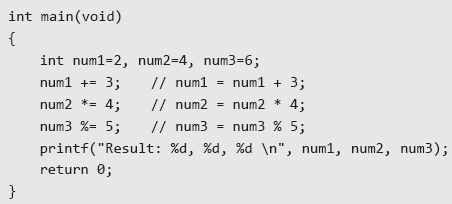 int main(void)
{
    int num1=2, num2=4, num3=6;
    num1 += 3;    // num1 = num1 + 3;
    num2 *= 4;    // num2 = num2 * 4;
    num3 %= 5;    // num3 = num3 % 5;
    printf("Result: %d, %d, %d \n", num1, num2, num3);
    return 0;
}